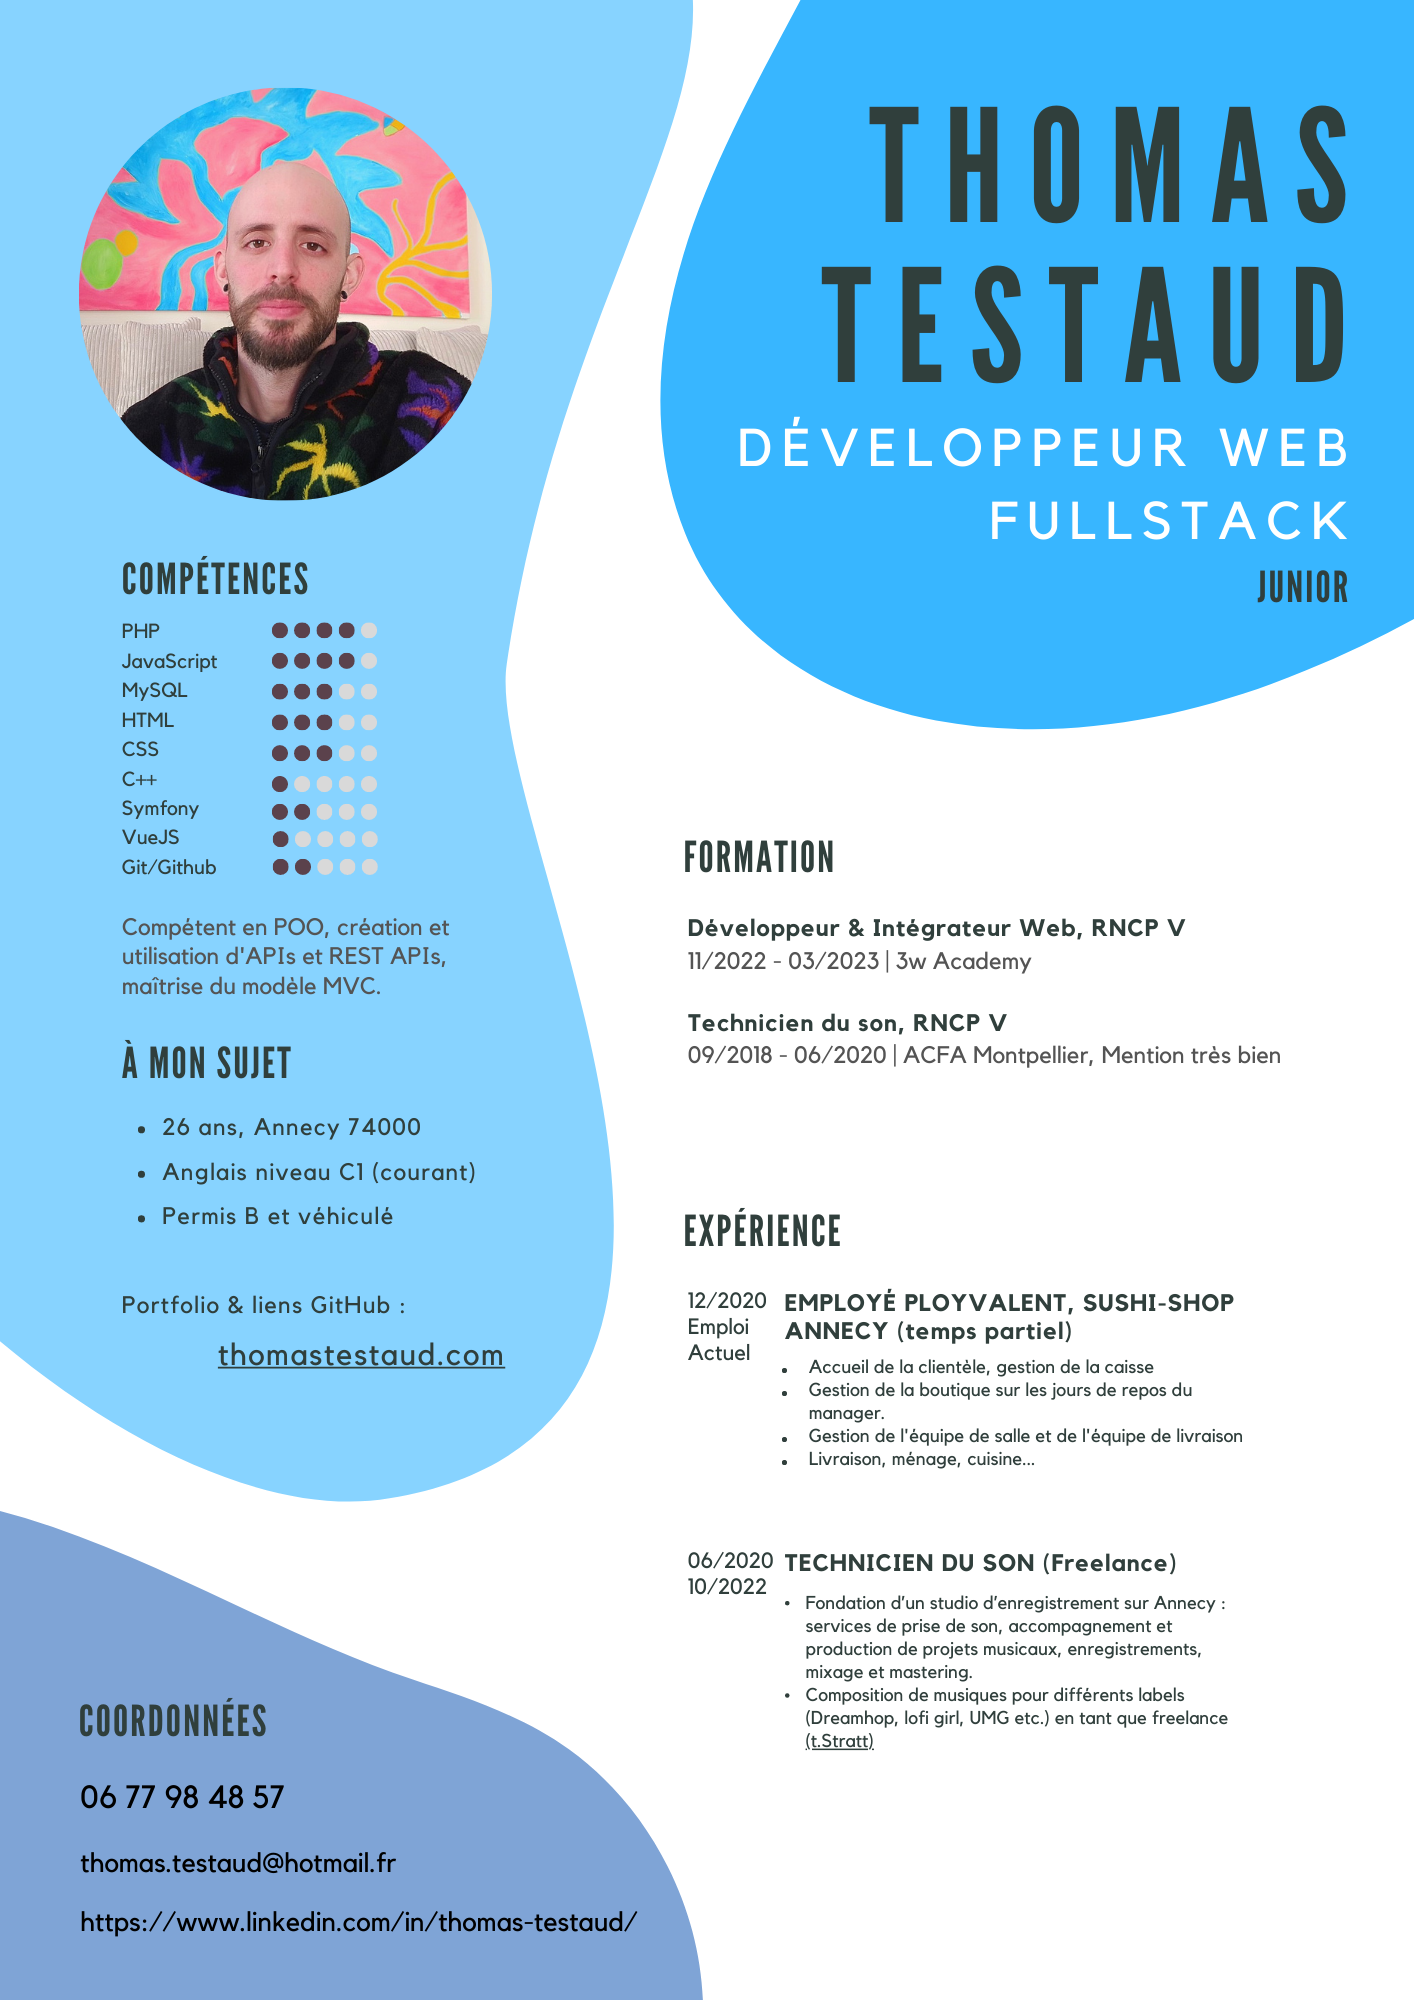 THOMAS
TESTAUD
DÉVELOPPEUR WEB
FULLSTACK
JUNIOR
COMPÉTENCES
PHP
JavaScript
MySQL
HTML
CSS
C++
Symfony
VueJS
Git/Github
Compétent en POO, création et
utilisation d'APIs et REST APIs,
maîtrise du modèle MVC.
À MON SUJET
• 26 ans, Annecy 74000
• Anglais niveau C1 (courant)
• Permis B et véhiculé
Portfolio & liens GitHub :
thomastestaud.com
COORDONNÉES
06 77 98 48 57
thomas.testaud@hotmail.fr
https://www.linkedin.com/in/thomas-testaud/
FORMATION
Développeur & Intégrateur Web, RNCP V
11/2022 - 03/2023 | 3w Academy
Technicien du son, RNCP V
09/2018 - 06/2020 | ACFA Montpellier, Mention très bien
EXPÉRIENCE
12/2020
Emploi
Actuel
EMPLOYÉ PLOYVALENT, SUSHI-SHOP
ANNECY (temps partiel)
• Accueil de la clientèle, gestion de la caisse
• Gestion de la boutique sur les jours de repos du
manager.
• Gestion de l'équipe de salle et de l'équipe de livraison
• Livraison, ménage, cuisine...
06/2020
10/2022
TECHNICIEN DU SON (Freelance)
• Fondation d'un studio d'enregistrement sur Annecy :
services de prise de son, accompagnement et
production de projets musicaux, enregistrements,
mixage et mastering.
• Composition de musiques pour différents labels
(Dreamhop, lofi girl, UMG etc.) en tant que freelance
(t.Stratt)